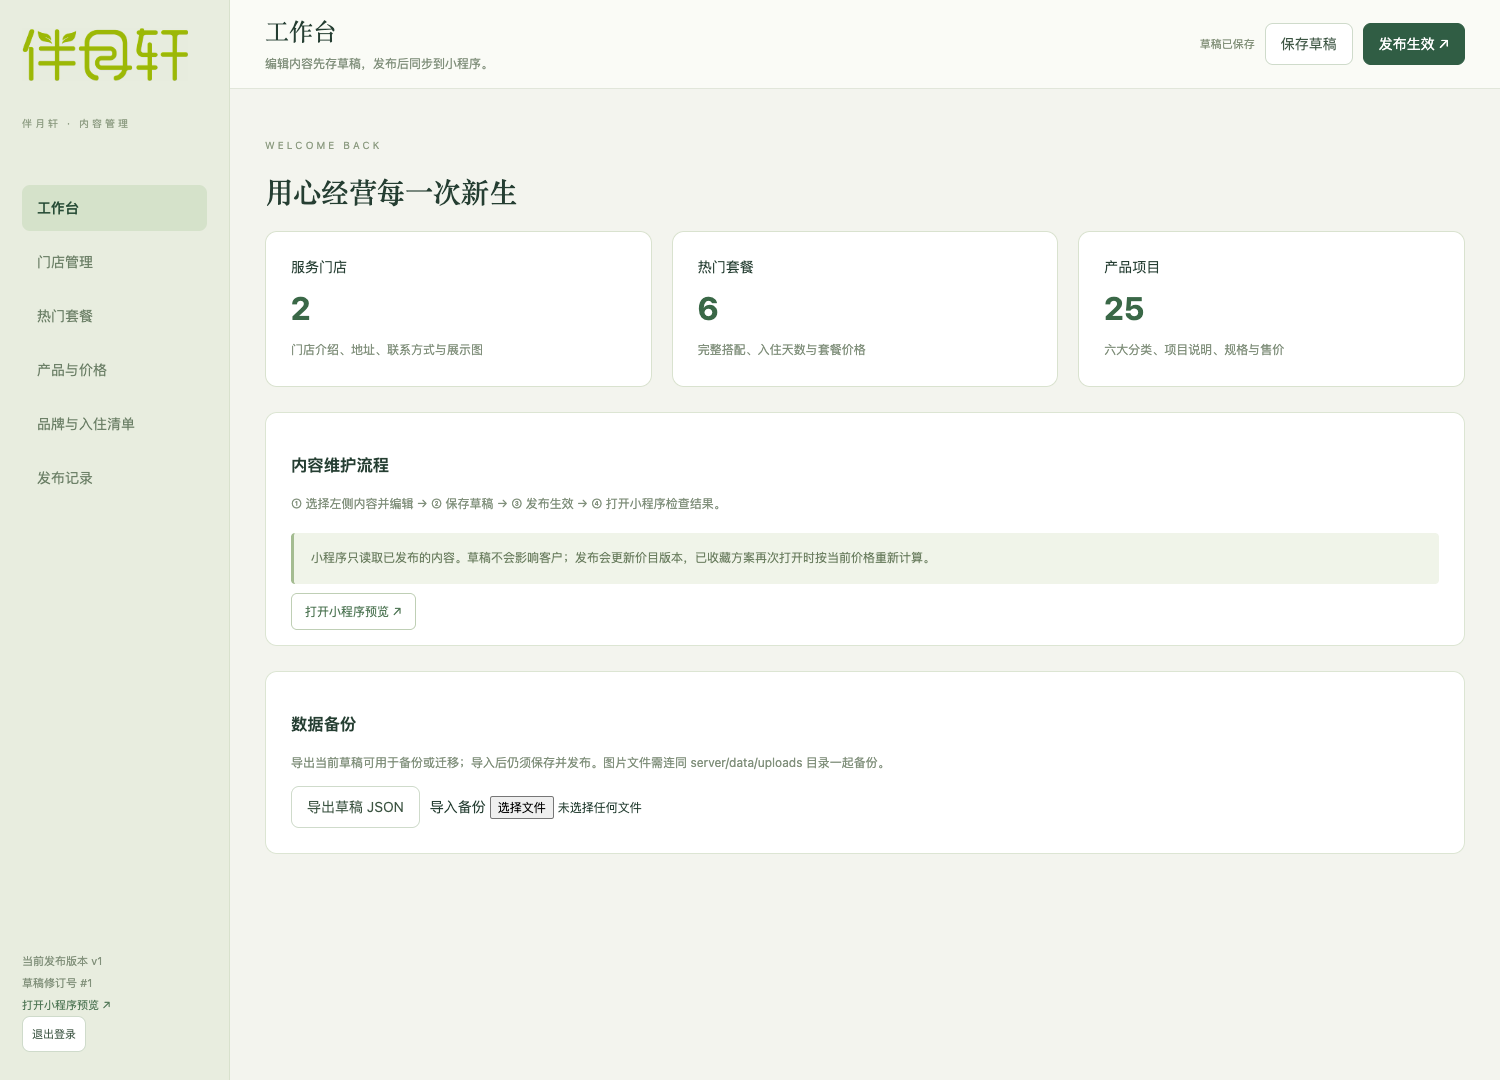 伴母轩
伴月轩 · 内容管理
工作台
门店管理
热门套餐
产品与价格
品牌与入住清单
发布记录
当前发布版本 v1
草稿修订号 #1
打开小程序预览 ↗
退出登录
工作台
编辑内容先存草稿，发布后同步到小程序。
草稿已保存
保存草稿
发布生效 ↗
WELCOME BACK
用心经营每一次新生
服务门店
2
门店介绍、地址、联系方式与展示图
热门套餐
6
完整搭配、入住天数与套餐价格
产品项目
25
六大分类、项目说明、规格与售价
内容维护流程
① 选择左侧内容并编辑 → ② 保存草稿 → ③ 发布生效 → ④ 打开小程序检查结果。
小程序只读取已发布的内容。草稿不会影响客户；发布会更新价目版本，已收藏方案再次打开时按当前价格重新计算。
打开小程序预览 ↗
数据备份
导出当前草稿可用于备份或迁移；导入后仍须保存并发布。图片文件需连同 server/data/uploads 目录一起备份。
导出草稿 JSON
导入备份 选择文件 未选择任何文件